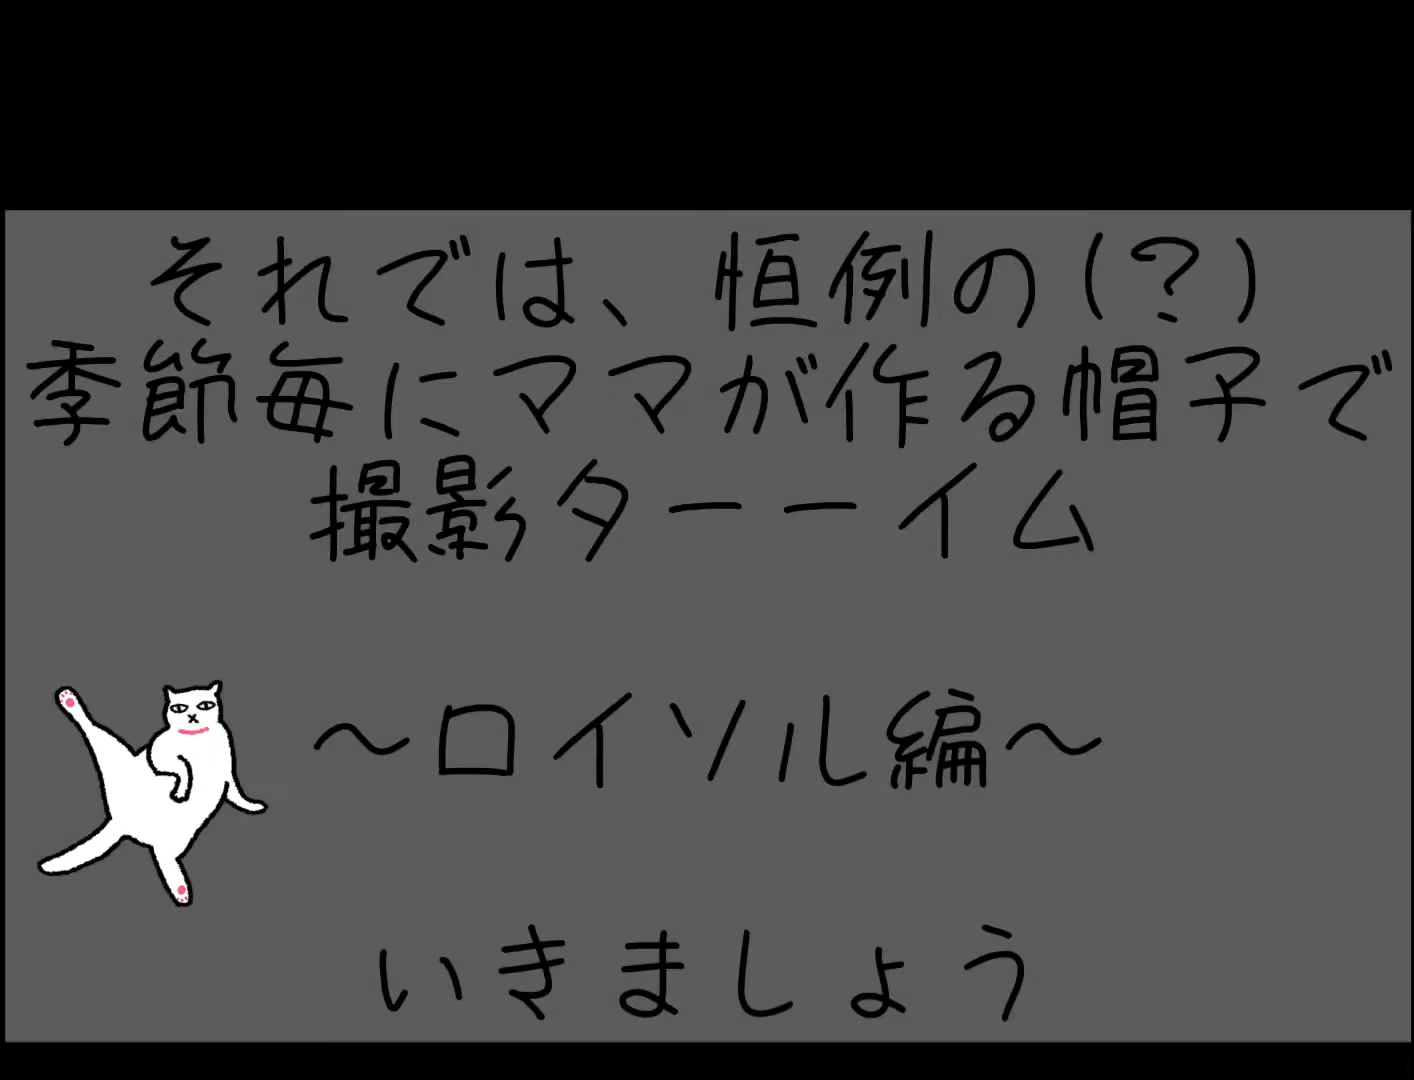 それでは、恒例の(?)
季節毎にママが作る帽子で
撮影ターーイム
～ロイソル編～
いきましょう